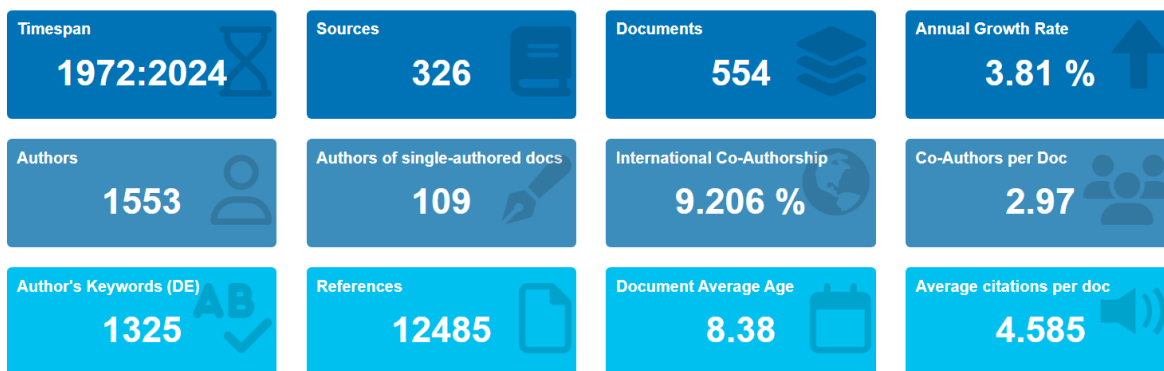 Timespan
1972:2024
Sources
326
Documents
554
Annual Growth Rate
3.81 %
Authors
1553
Authors of single-authored docs
109
International Co-Authorship
9.206 %
Co-Authors per Doc
2.97
Author's Keywords (DE)
AB
1325
References
12485
Document Average Age
8.38
Average citations per doc
4.585